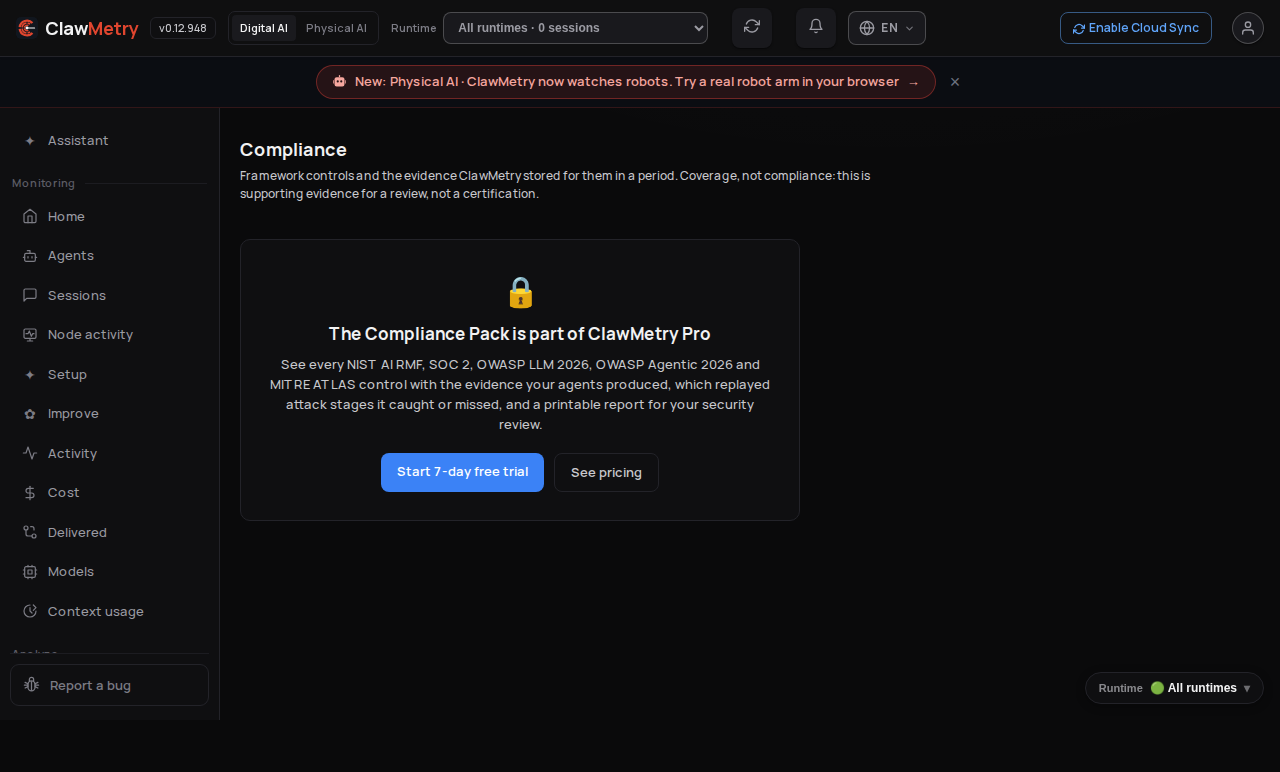 ClawMetry
v0.12.948
Digital AI
Physical AI
Runtime
All runtimes · 0 sessions
EN
Enable Cloud Sync
New: Physical AI · ClawMetry now watches robots. Try a real robot arm in your browser →
×
Assistant
Monitoring
Home
Agents
Sessions
Node activity
Setup
Improve
Activity
Cost
Delivered
Models
Context usage
Analyze
Report a bug
Compliance
Framework controls and the evidence ClawMetry stored for them in a period. Coverage, not compliance: this is
supporting evidence for a review, not a certification.
The Compliance Pack is part of ClawMetry Pro
See every NIST AI RMF, SOC 2, OWASP LLM 2026, OWASP Agentic 2026 and
MITRE ATLAS control with the evidence your agents produced, which replayed
attack stages it caught or missed, and a printable report for your security
review.
Start 7-day free trial
See pricing
Runtime
All runtimes ▾